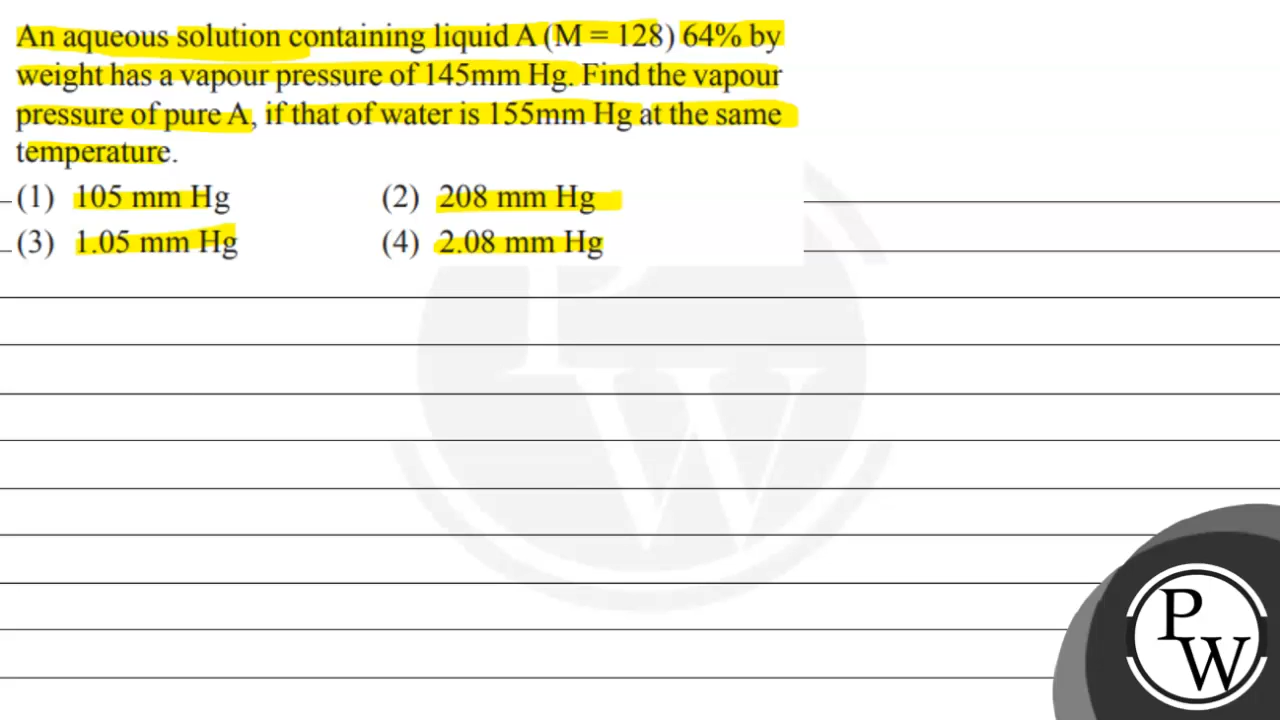 An aqueous solution containing liquid A (M = 128) 64% by
weight has a vapour pressure of 145mm Hg. Find the vapour
pressure of pure A, if that of water is 155mm Hg at the same
temperature.
(1) 105 mm Hg (2) 208 mm Hg
(3) 1.05 mm Hg (4) 2.08 mm Hg
P
W
P
W